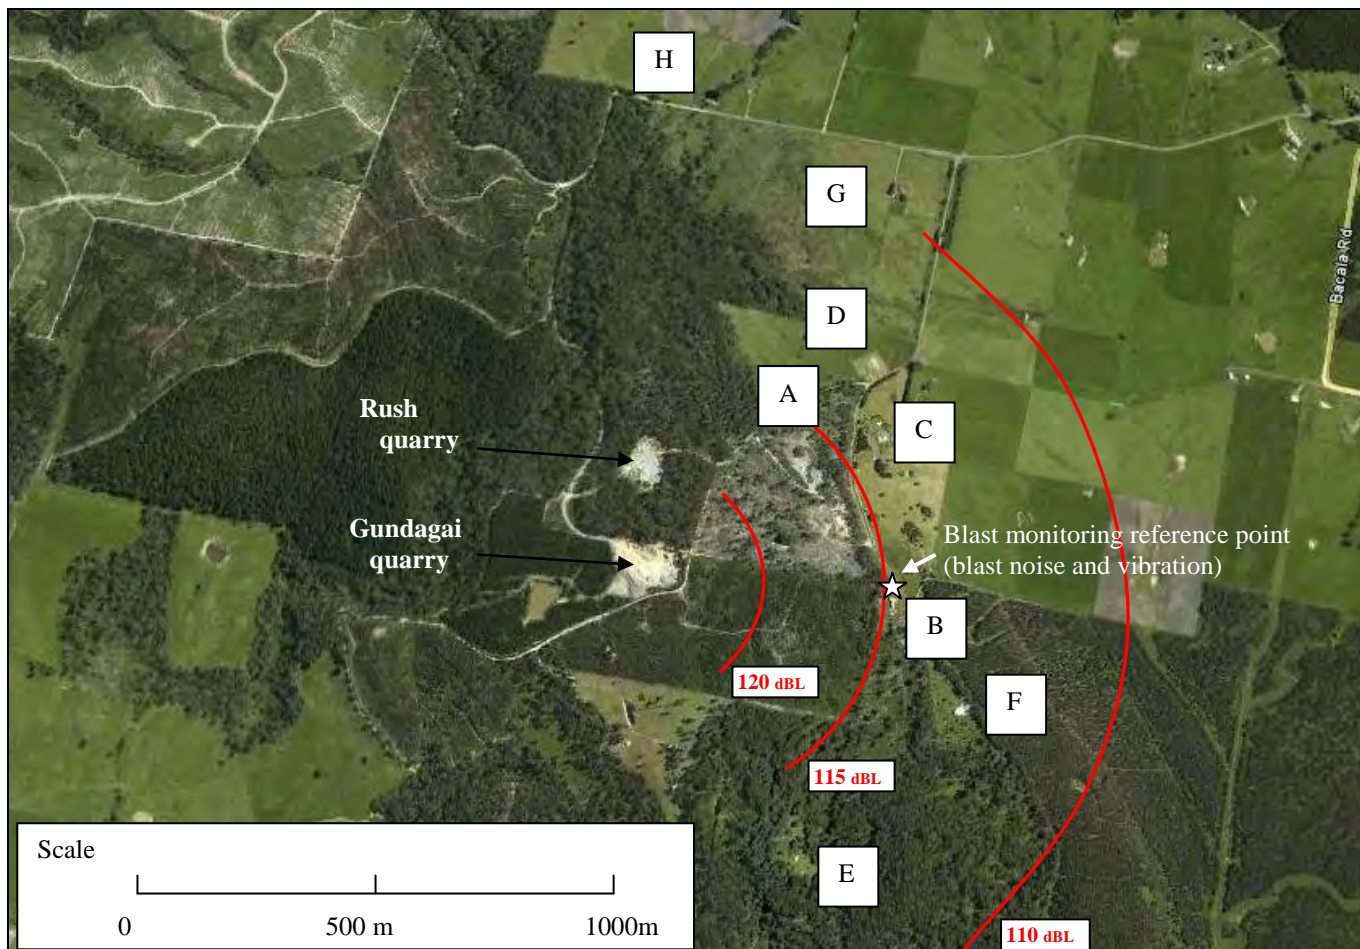 H
G
Bacala Rd
D
A
Rush
quarry
C
Gundagai
quarry
Blast monitoring reference point
(blast noise and vibration)
B
120 dBL
F
115 dBL
Scale
E
0 500 m 1000m
110 dBL